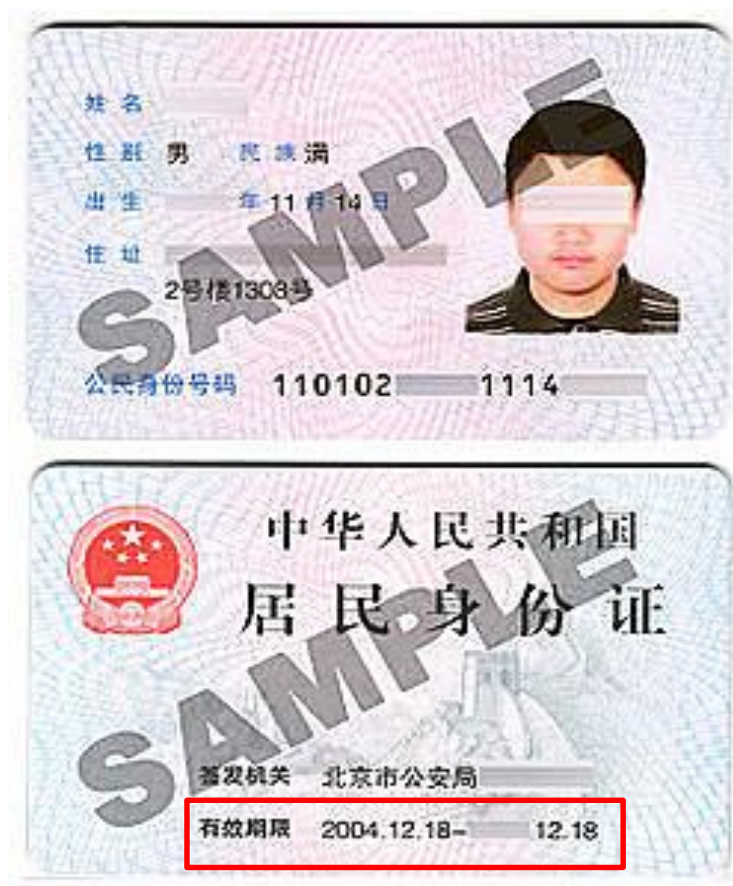 SAMPLE
姓名
性别 男 民族 满
出生 年 11 月 14 日
住址
2号楼1308号
公民身份号码 110102 1114
中华人民共和国
居民身份证
SAMPLE
签发机关 北京市公安局
有效期限 2004.12.18- 12.18